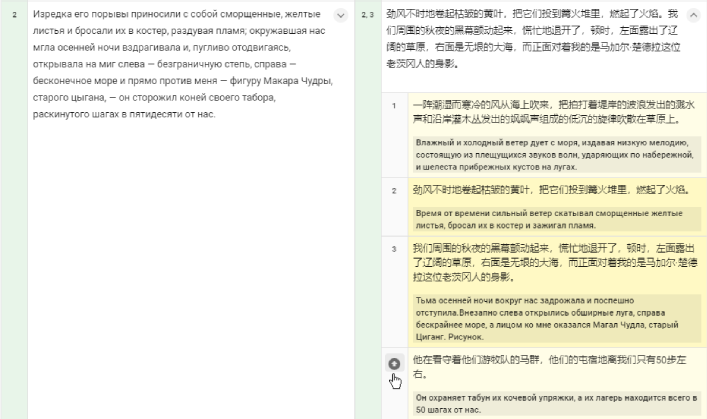 2
Изредка его порывы приносили с собой сморщенные, желтые
листья и бросали их в костер, раздувая пламя; окружавшая нас
мгла осенней ночи вздрагивала и, пугливо отодвигаясь,
открывала на миг слева — безграничную степь, справа —
бесконечное море и прямо против меня — фигуру Макара Чудры,
старого цыгана, — он сторожил коней своего табора,
раскинутого шагах в пятидесяти от нас.
2, 3
劲风不时地卷起枯皱的黄叶，把它们投到篝火堆里，燃起了火焰。我
们周围的秋夜的黑幕颤动起来，慌忙地退开了，顿时，左面露出了辽
阔的草原，右面是无垠的大海，而正面对着我的是马加尔·楚德拉这位
老茨冈人的身影。
1
一阵潮湿而寒冷的风从海上吹来，把拍打着堤岸的波浪发出的溅水
声和沿岸灌木丛发出的飒飒声组成的低沉的旋律吹散在草原上。
Влажный и холодный ветер дует с моря, издавая низкую мелодию,
состоящую из плещущихся звуков волн, ударяющих по набережной,
и шелеста прибрежных кустов на лугах.
2
劲风不时地卷起枯皱的黄叶，把它们投到篝火堆里，燃起了火焰。
Время от времени сильный ветер скатывал сморщенные желтые
листья, бросал их в костер и зажигал пламя.
3
我们周围的秋夜的黑幕颤动起来，慌忙地退开了，顿时，左面露出
了辽阔的草原，右面是无垠的大海，而正面对着我的是马加尔·楚德
拉这位老茨冈人的身影。
Тьма осенней ночи вокруг нас задрожала и поспешно
отступила.Внезапно слева открылись обширные луга, справа
бескрайнее море, а лицом ко мне оказался Магал Чудла, старый
Циганг. Рисунок.
他在看守着他们游牧队的马群，他们的屯宿地离我们只有50步左
右。
Он охраняет табун их кочевой упряжки, а их лагерь находится всего в
50 шагах от нас.